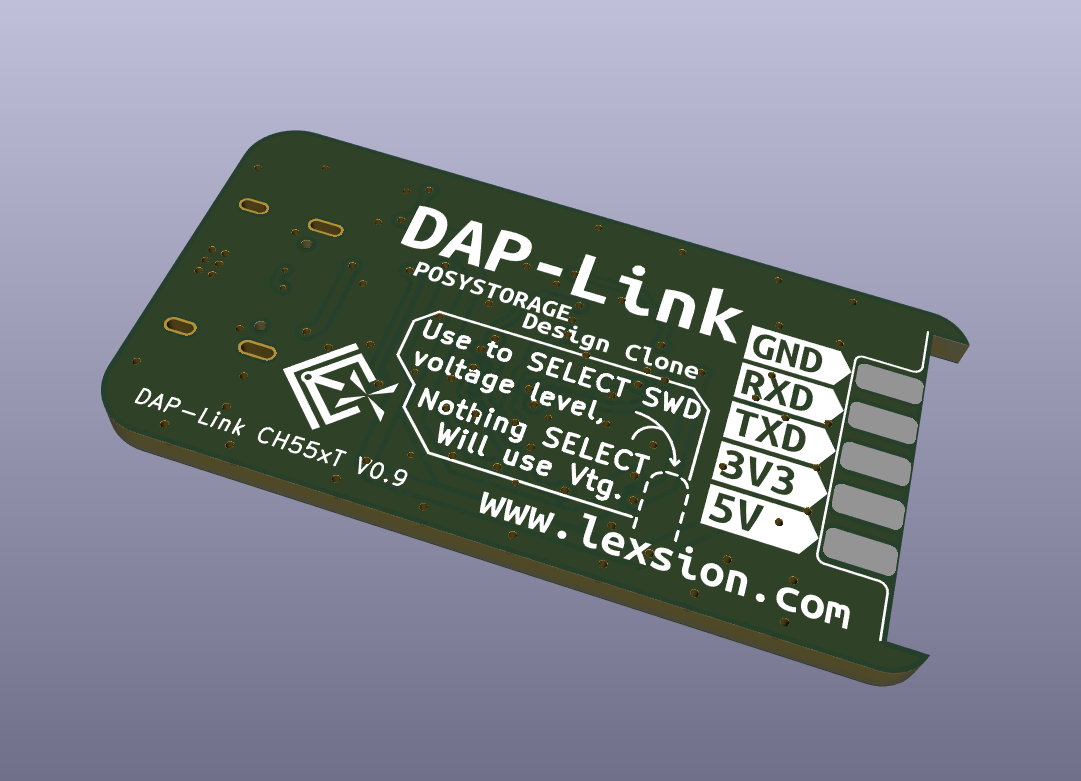 DAP-Link
POSYSTORAGE
Design Clone
Use to SELECT SWD
voltage level,
Nothing SELECT
Will use Vtg.
GND
RXD
TXD
3V3
5V
DAP-Link CH55xT V0.9
www.lexsion.com